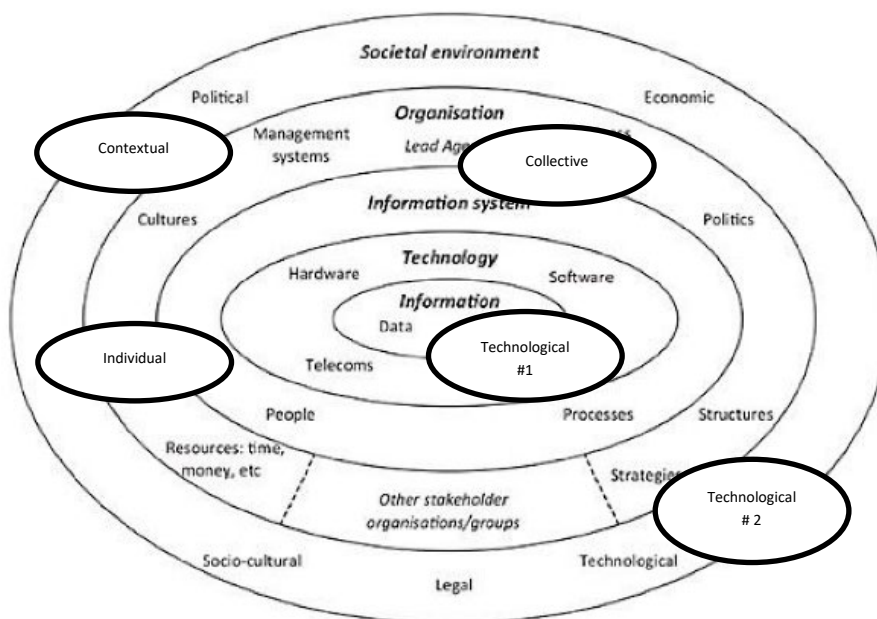 Societal environment
Political
Economic
Organisation
Management
systems
Lead
Contextual
Collective
Cultures
Information system
Politics
Technology
Hardware
Software
Information
Data
Individual
Technological
#1
Telecoms
People
Processes
Structures
Resources: time,
money, etc
Strategies
Other stakeholder
organisations/groups
Technological
# 2
Socio-cultural
Technological
Legal